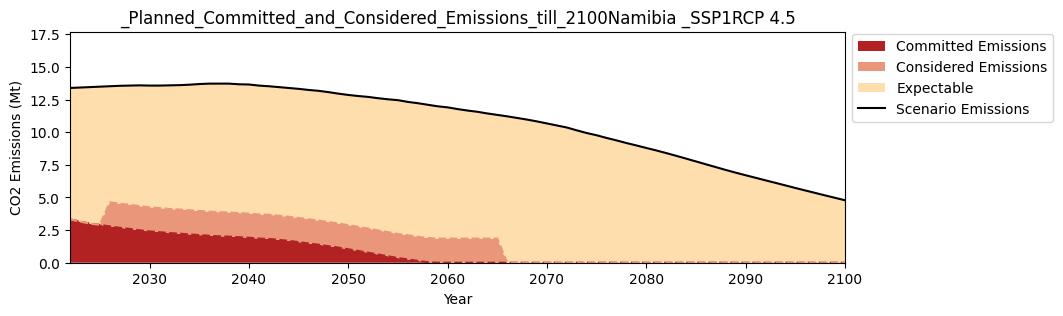 _Planned_Committed_and_Considered_Emissions_till_2100Namibia _SSP1RCP 4.5
17.5
15.0
12.5
10.0
7.5
5.0
2.5
0.0
CO2 Emissions (Mt)
2030 2040 2050 2060 2070 2080 2090 2100
Year
Committed Emissions
Considered Emissions
Expectable
Scenario Emissions